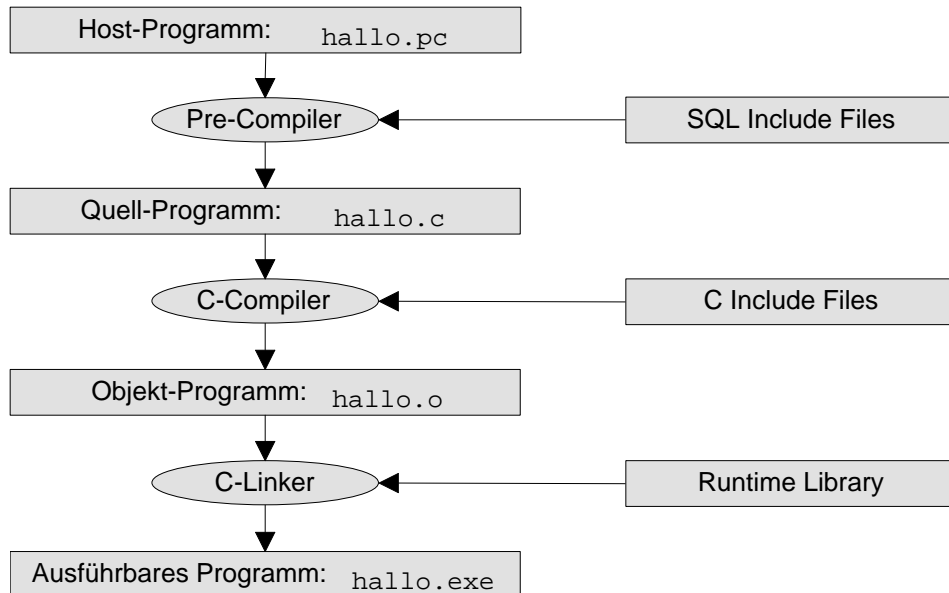 Host-Programm: hallo.pc
Pre-Compiler
SQL Include Files
Quell-Programm: hallo.c
C-Compiler
C Include Files
Objekt-Programm: hallo.o
C-Linker
Runtime Library
Ausführbares Programm: hallo.exe